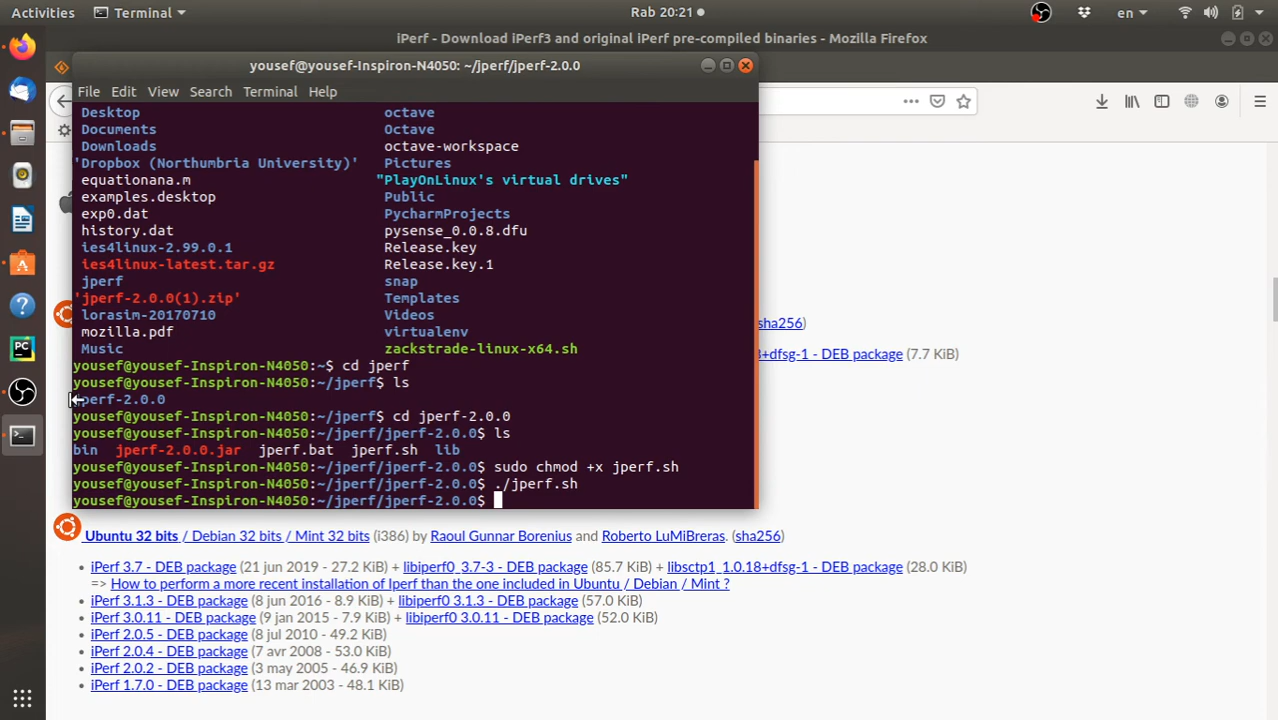 Activities Terminal Rab 20:21 en
iPerf - Download iPerf3 and original iPerf pre-compiled binaries - Mozilla Firefox
yousef@yousef-Inspiron-N4050: ~/jperf/jperf-2.0.0
File Edit View Search Terminal Help
Desktop octave
Documents Octave
Downloads octave-workspace
'Dropbox (Northumbria University)' Pictures
equationana.m "PlayOnLinux's virtual drives"
examples.desktop Public
exp0.dat PycharmProjects
history.dat pysense_0.0.8.dfu
ies4linux-2.99.0.1 Release.key
ies4linux-latest.tar.gz Release.key.1
jperf snap
'jperf-2.0.0(1).zip' Templates
lorasim-20170710 Videos
mozilla.pdf virtualenv
Music zackstrade-linux-x64.sh
yousef@yousef-Inspiron-N4050:~$ cd jperf
yousef@yousef-Inspiron-N4050:~/jperf$ ls
jperf-2.0.0
yousef@yousef-Inspiron-N4050:~/jperf$ cd jperf-2.0.0
yousef@yousef-Inspiron-N4050:~/jperf/jperf-2.0.0$ ls
bin jperf-2.0.0.jar jperf.bat jperf.sh lib
yousef@yousef-Inspiron-N4050:~/jperf/jperf-2.0.0$ sudo chmod +x jperf.sh
yousef@yousef-Inspiron-N4050:~/jperf/jperf-2.0.0$ ./jperf.sh
yousef@yousef-Inspiron-N4050:~/jperf/jperf-2.0.0$
sha256)
8+dfsg-1 - DEB package (7.7 KiB)
Ubuntu 32 bits / Debian 32 bits / Mint 32 bits (i386) by Raoul Gunnar Borenius and Roberto LuMiBreras. (sha256)
• iPerf 3.7 - DEB package (21 jun 2019 - 27.2 KiB) + libiperf0_3.7-3 - DEB package (85.7 KiB) + libsctp1_1.0.18+dfsg-1 - DEB package (28.0 KiB)
=> How to perform a more recent installation of Iperf than the one included in Ubuntu / Debian / Mint ?
• iPerf 3.1.3 - DEB package (8 jun 2016 - 8.9 KiB) + libiperf0 3.1.3 - DEB package (57.0 KiB)
• iPerf 3.0.11 - DEB package (9 jan 2015 - 7.9 KiB) + libiperf0 3.0.11 - DEB package (52.0 KiB)
• iPerf 2.0.5 - DEB package (8 jul 2010 - 49.2 KiB)
• iPerf 2.0.4 - DEB package (7 avr 2008 - 53.0 KiB)
• iPerf 2.0.2 - DEB package (3 may 2005 - 46.9 KiB)
• iPerf 1.7.0 - DEB package (13 mar 2003 - 48.1 KiB)